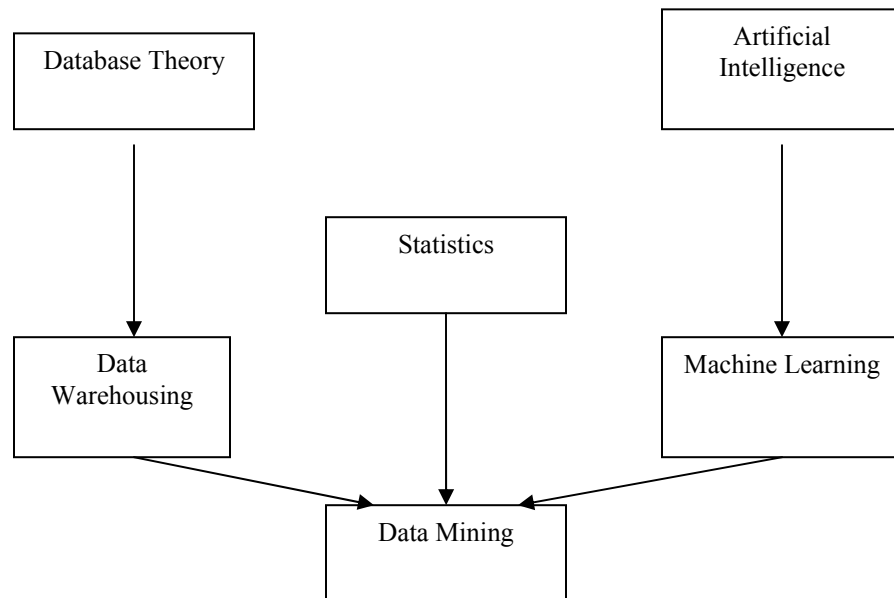 Database Theory
Artificial
Intelligence
Statistics
Data
Warehousing
Machine Learning
Data Mining